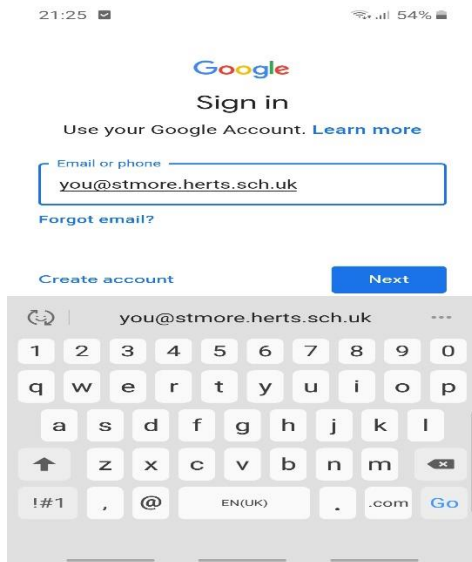 21:25 54%
Google
Sign in
Use your Google Account. Learn more
Email or phone
you@stmore.herts.sch.uk
Forgot email?
Create account Next
you@stmore.herts.sch.uk
1 2 3 4 5 6 7 8 9 0
q w e r t y u i o p
a s d f g h j k l
z x c v b n m
!#1 , @ EN(UK) . .com Go